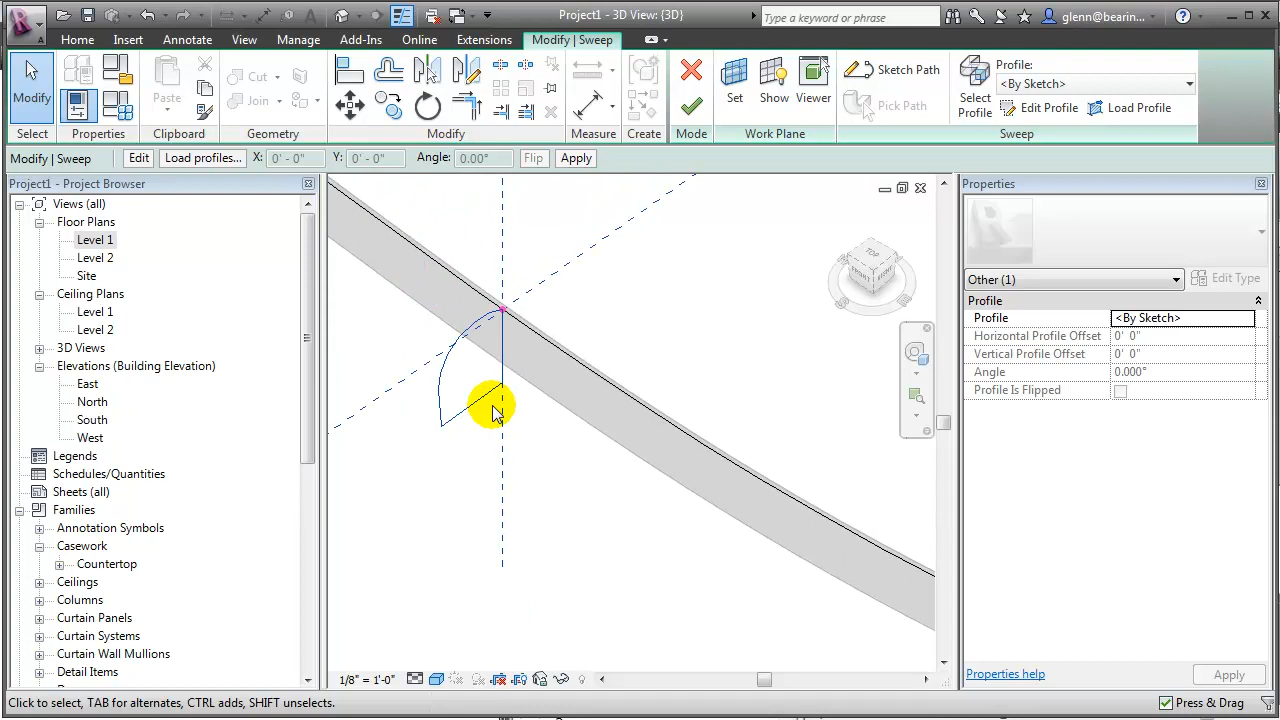 Project1 - 3D View: {3D}
Type a keyword or phrase
glenn@bearin...
Home
Insert
Architect
Annotate
View
Manage
Add-Ins
Online
Extensions
Modify | Sweep
Modify
Paste
Cut
Join
Set
Show
Viewer
Sketch Path
Pick Path
Select Profile
Profile:
<By Sketch>
Edit Profile
Load Profile
Select
Properties
Clipboard
Geometry
Modify
Measure
Create
Mode
Work Plane
Sweep
Modify | Sweep
Edit
Load profiles...
X:
0' - 0"
Y:
0' - 0"
Angle:
0.00°
Flip
Apply
Project1 - Project Browser
Views (all)
Floor Plans
Level 1
Level 2
Site
Ceiling Plans
Level 1
Level 2
3D Views
Elevations (Building Elevation)
East
North
South
West
Legends
Schedules/Quantities
Sheets (all)
Families
Annotation Symbols
Casework
Countertop
Ceilings
Columns
Curtain Panels
Curtain Systems
Curtain Wall Mullions
Detail Items
TOP
FRONT
RIGHT
1/8" = 1'-0"
Properties
Other (1)
Edit Type
Profile
Profile
<By Sketch>
Horizontal Profile Offset
0' 0"
Vertical Profile Offset
0' 0"
Angle
0.000°
Profile Is Flipped
Properties help
Apply
Click to select, TAB for alternates, CTRL adds, SHIFT unselects.
Press & Drag